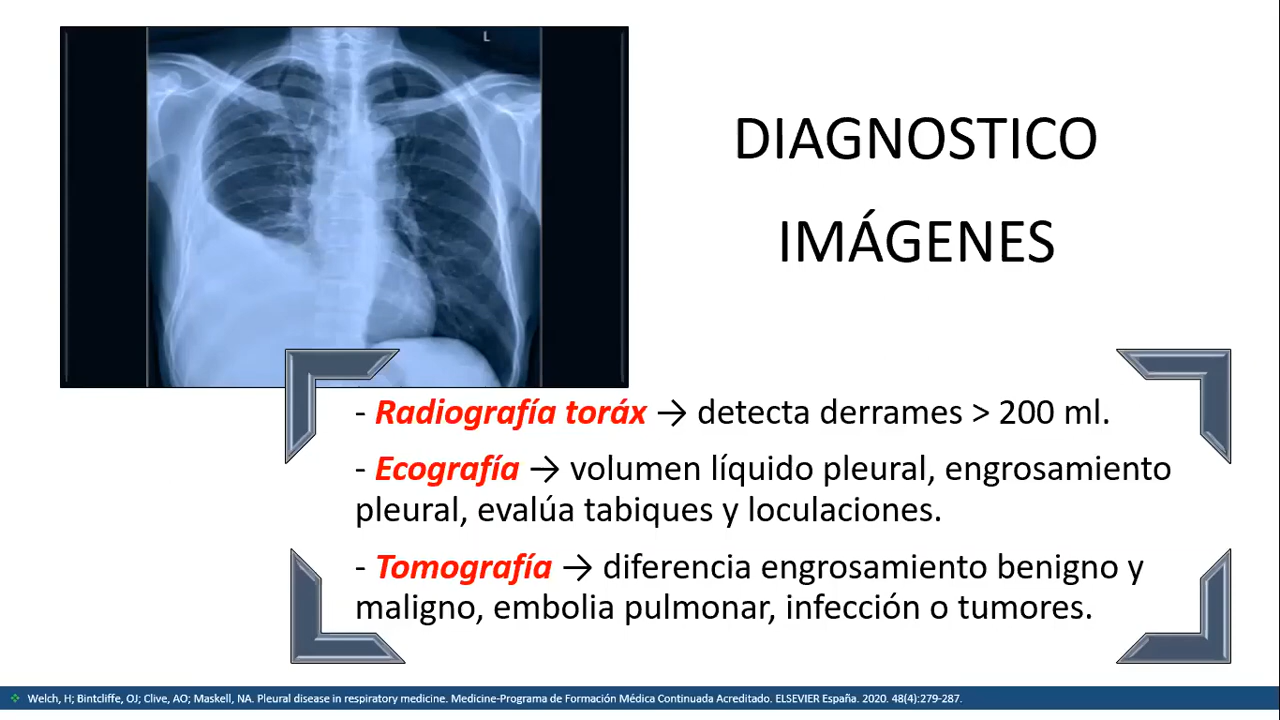 L
DIAGNOSTICO
IMÁGENES
- Radiografía toráx → detecta derrames > 200 ml.
- Ecografía → volumen líquido pleural, engrosamiento
pleural, evalúa tabiques y loculaciones.
- Tomografía → diferencia engrosamiento benigno y
maligno, embolia pulmonar, infección o tumores.
Welch, H; Bintcliffe, OJ; Clive, AO; Maskell, NA. Pleural disease in respiratory medicine. Medicine-Programa de Formación Médica Continuada Acreditado. ELSEVIER España. 2020. 48(4):279-287.